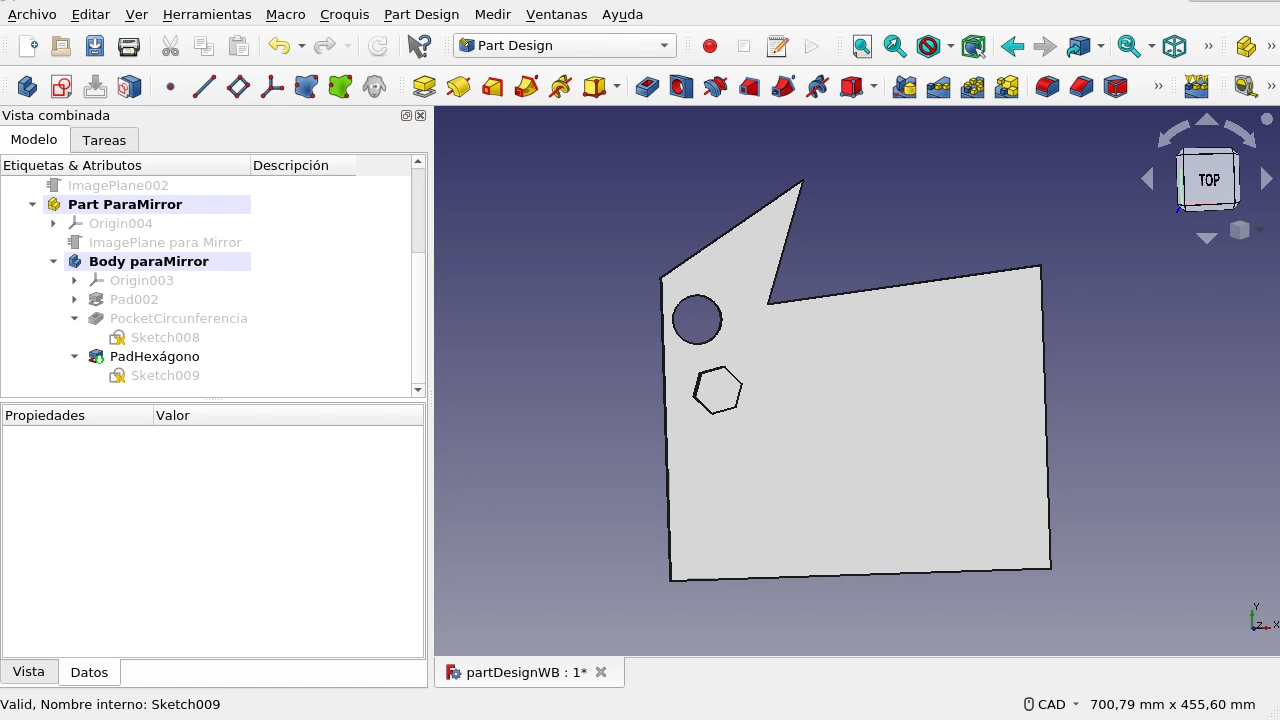 Archivo Editar Ver Herramientas Macro Croquis Part Design Medir Ventanas Ayuda
Part Design
Vista combinada
Modelo Tareas
Etiquetas & Atributos Descripción
ImagePlane002
Part ParaMirror
Origin004
ImagePlane para Mirror
Body paraMirror
Origin003
Pad002
PocketCircunferencia
Sketch008
PadHexágono
Sketch009
Propiedades Valor
Vista Datos
TOP
Y
Z X
partDesignWB : 1*
Valid, Nombre interno: Sketch009
CAD 700,79 mm x 455,60 mm